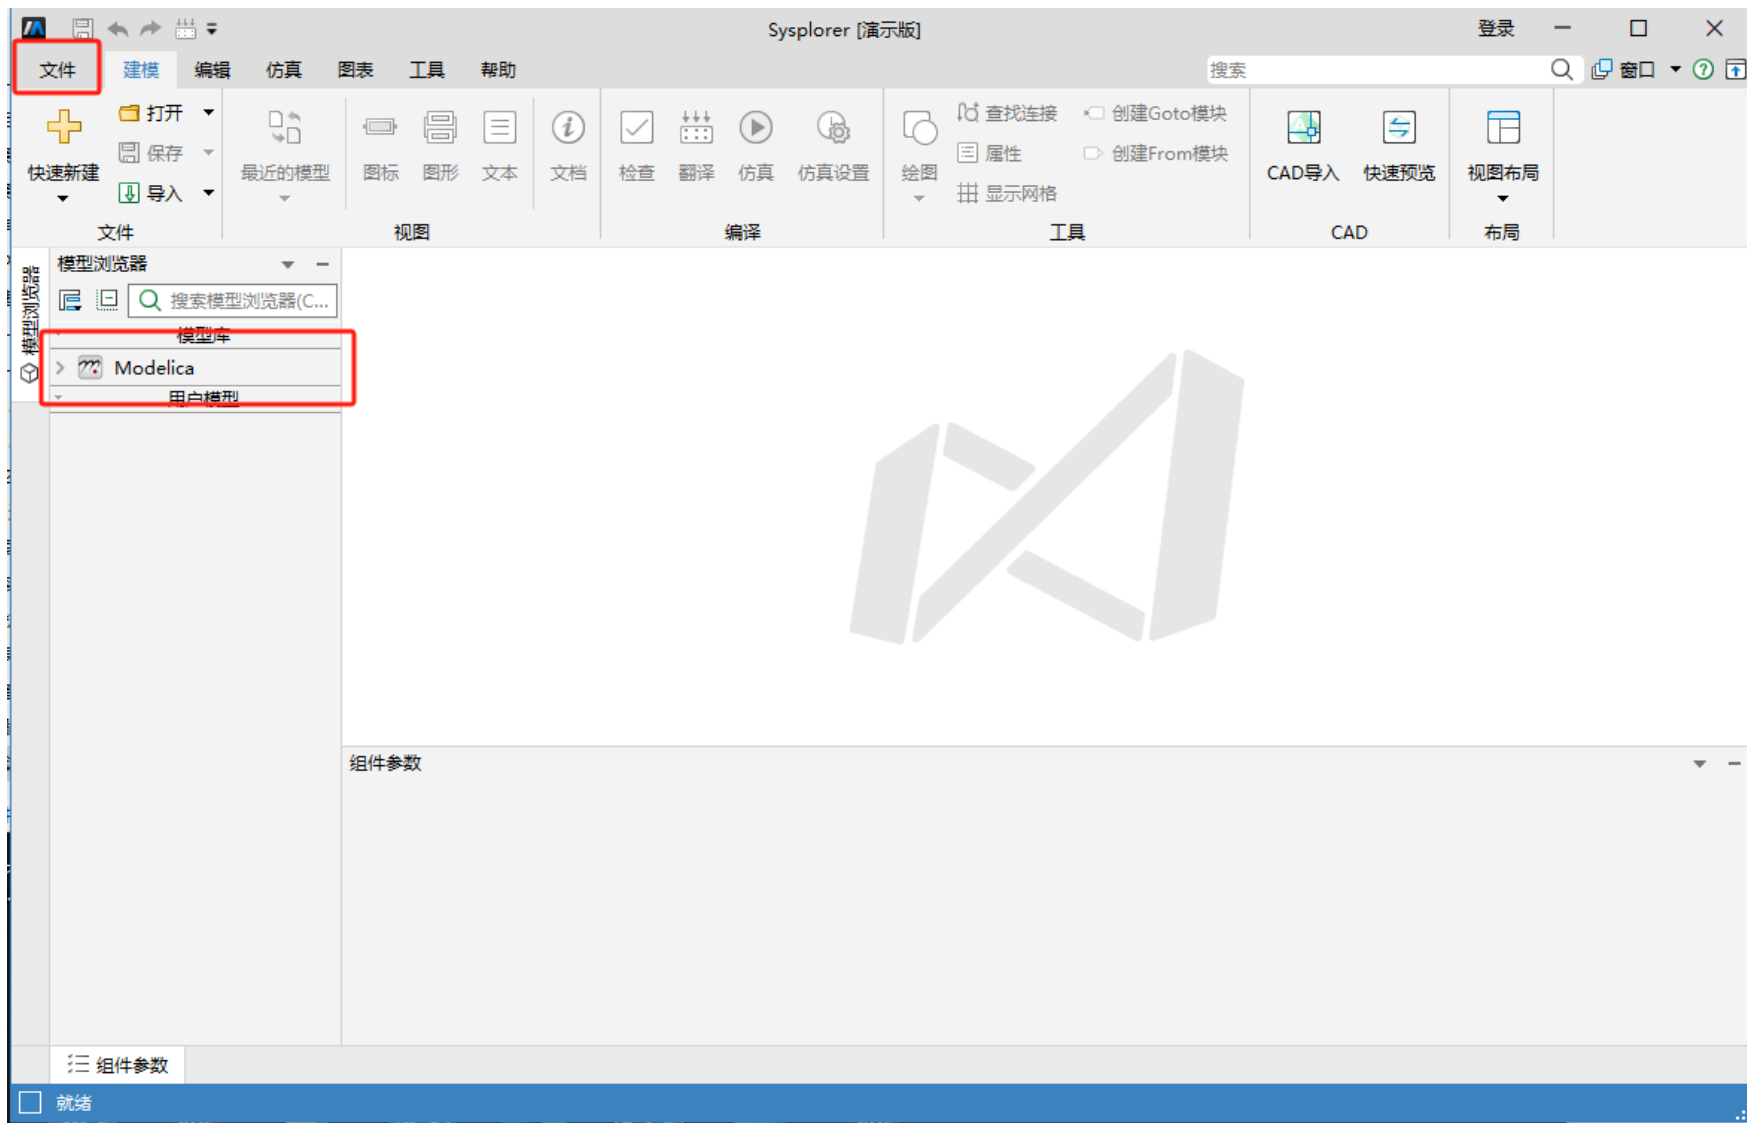 Sysplorer [演示版]
登录
文件 建模 编辑 仿真 图表 工具 帮助
搜索
窗口
快速新建
打开
保存
导入
文件
最近的模型
图标
图形
文本
文档
视图
检查
翻译
仿真
仿真设置
编译
绘图
查找连接
属性
显示网格
创建Goto模块
创建From模块
工具
CAD导入
快速预览
CAD
视图布局
布局
模型浏览器
模型浏览器
搜索模型浏览器(C...
模型库
Modelica
用户模型
组件参数
组件参数
就绪